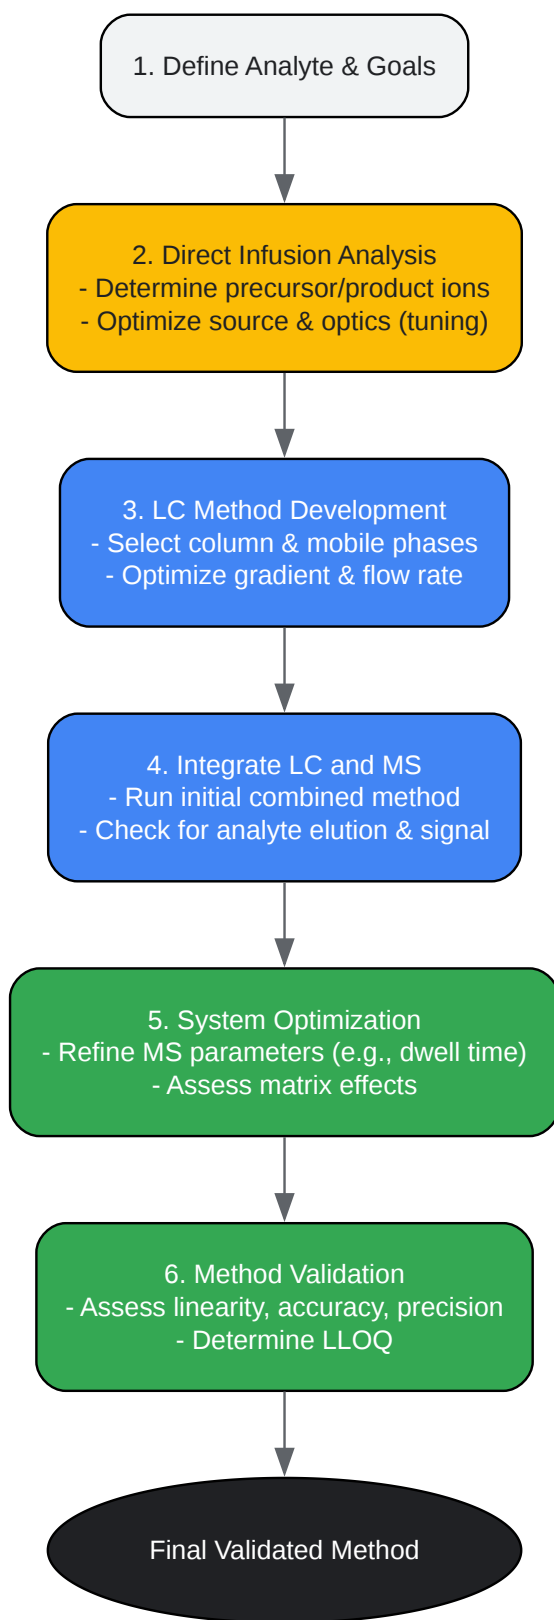 1. Define Analyte & Goals
2. Direct Infusion Analysis
- Determine precursor/product ions
- Optimize source & optics (tuning)
3. LC Method Development
- Select column & mobile phases
- Optimize gradient & flow rate
4. Integrate LC and MS
- Run initial combined method
- Check for analyte elution & signal
5. System Optimization
- Refine MS parameters (e.g., dwell time)
- Assess matrix effects
6. Method Validation
- Assess linearity, accuracy, precision
- Determine LLOQ
Final Validated Method